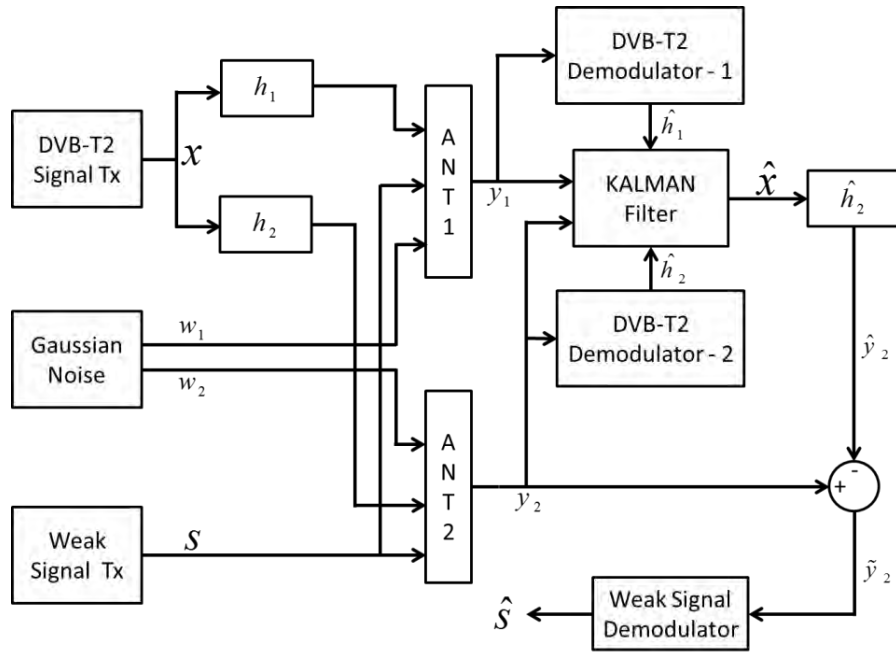 DVB-T2
Signal Tx
x
h₁
h₂
Gaussian
Noise
w₁
w₂
Weak
Signal Tx
s
A
N
T
1
y₁
A
N
T
2
y₂
DVB-T2
Demodulator - 1
ĥ₁
KALMAN
Filter
x̂
ĥ₂
ĥ₂
DVB-T2
Demodulator - 2
ŷ₂
-
+
ỹ₂
Weak Signal
Demodulator
ŝ